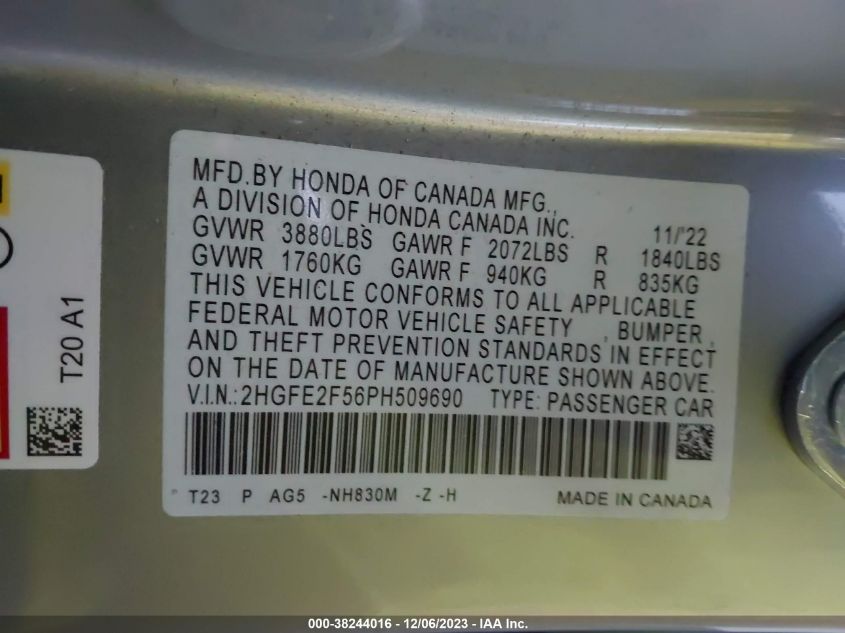 MFD.BY HONDA OF CANADA MFG.,
A DIVISION OF HONDA CANADA INC. 11/'22
GVWR 3880LBS GAWR F 2072LBS R 1840LBS
GVWR 1760KG GAWR F 940KG R 835KG
THIS VEHICLE CONFORMS TO ALL APPLICABLE
FEDERAL MOTOR VEHICLE SAFETY , BUMPER ,
AND THEFT PREVENTION STANDARDS IN EFFECT
ON THE DATE OF MANUFACTURE SHOWN ABOVE.
V.I.N.:2HGFE2F56PH509690 TYPE: PASSENGER CAR
T23 P AG5 -NH830M -Z -H MADE IN CANADA
T20 A1
000-38244016 - 12/06/2023 - IAA Inc.